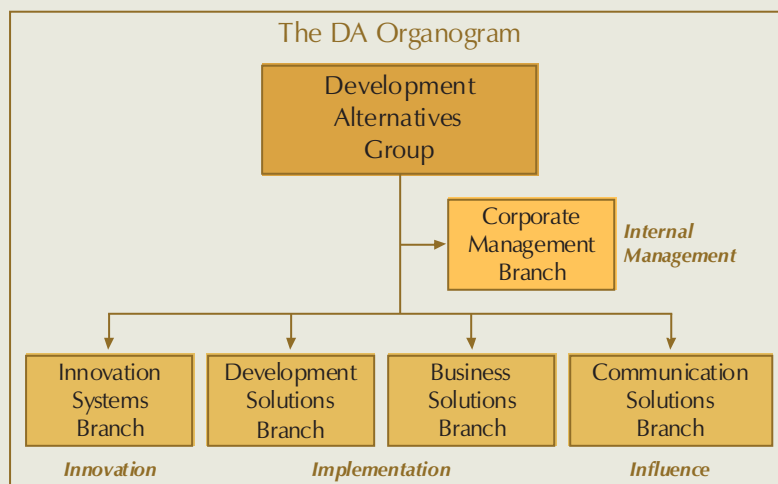 The DA Organogram
Development
Alternatives
Group
Corporate
Management
Branch
Internal
Management
Innovation
Systems
Branch
Development
Solutions
Branch
Business
Solutions
Branch
Communication
Solutions
Branch
Innovation
Implementation
Influence